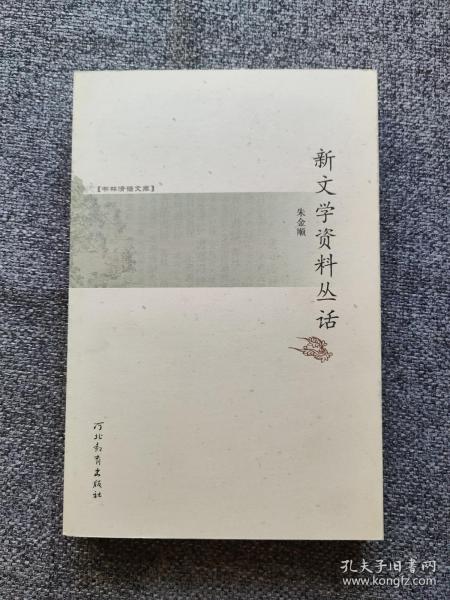 新文学资料丛话
朱金顺
【书林清话文库】
河北教育出版社
孔夫子旧书网
www.kongfz.com